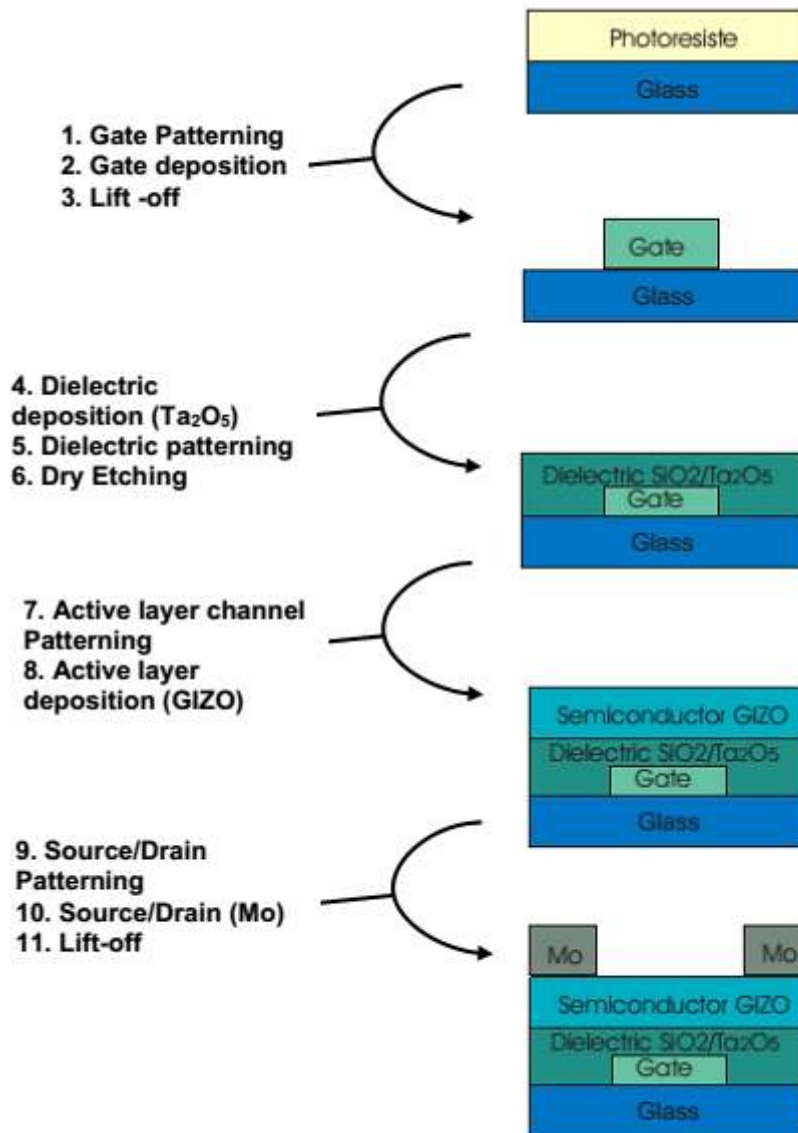 Photoresiste
Glass
1. Gate Patterning
2. Gate deposition
3. Lift -off
Gate
Glass
4. Dielectric
deposition (Ta₂O₅)
5. Dielectric patterning
6. Dry Etching
Dielectric SiO2/Ta₂O₅
Gate
Glass
7. Active layer channel
Patterning
8. Active layer
deposition (GIZO)
Semiconductor GIZO
Dielectric SiO2/Ta₂O₅
Gate
Glass
9. Source/Drain
Patterning
10. Source/Drain (Mo)
11. Lift-off
Mo Mo
Semiconductor GIZO
Dielectric SiO2/Ta₂O₅
Gate
Glass